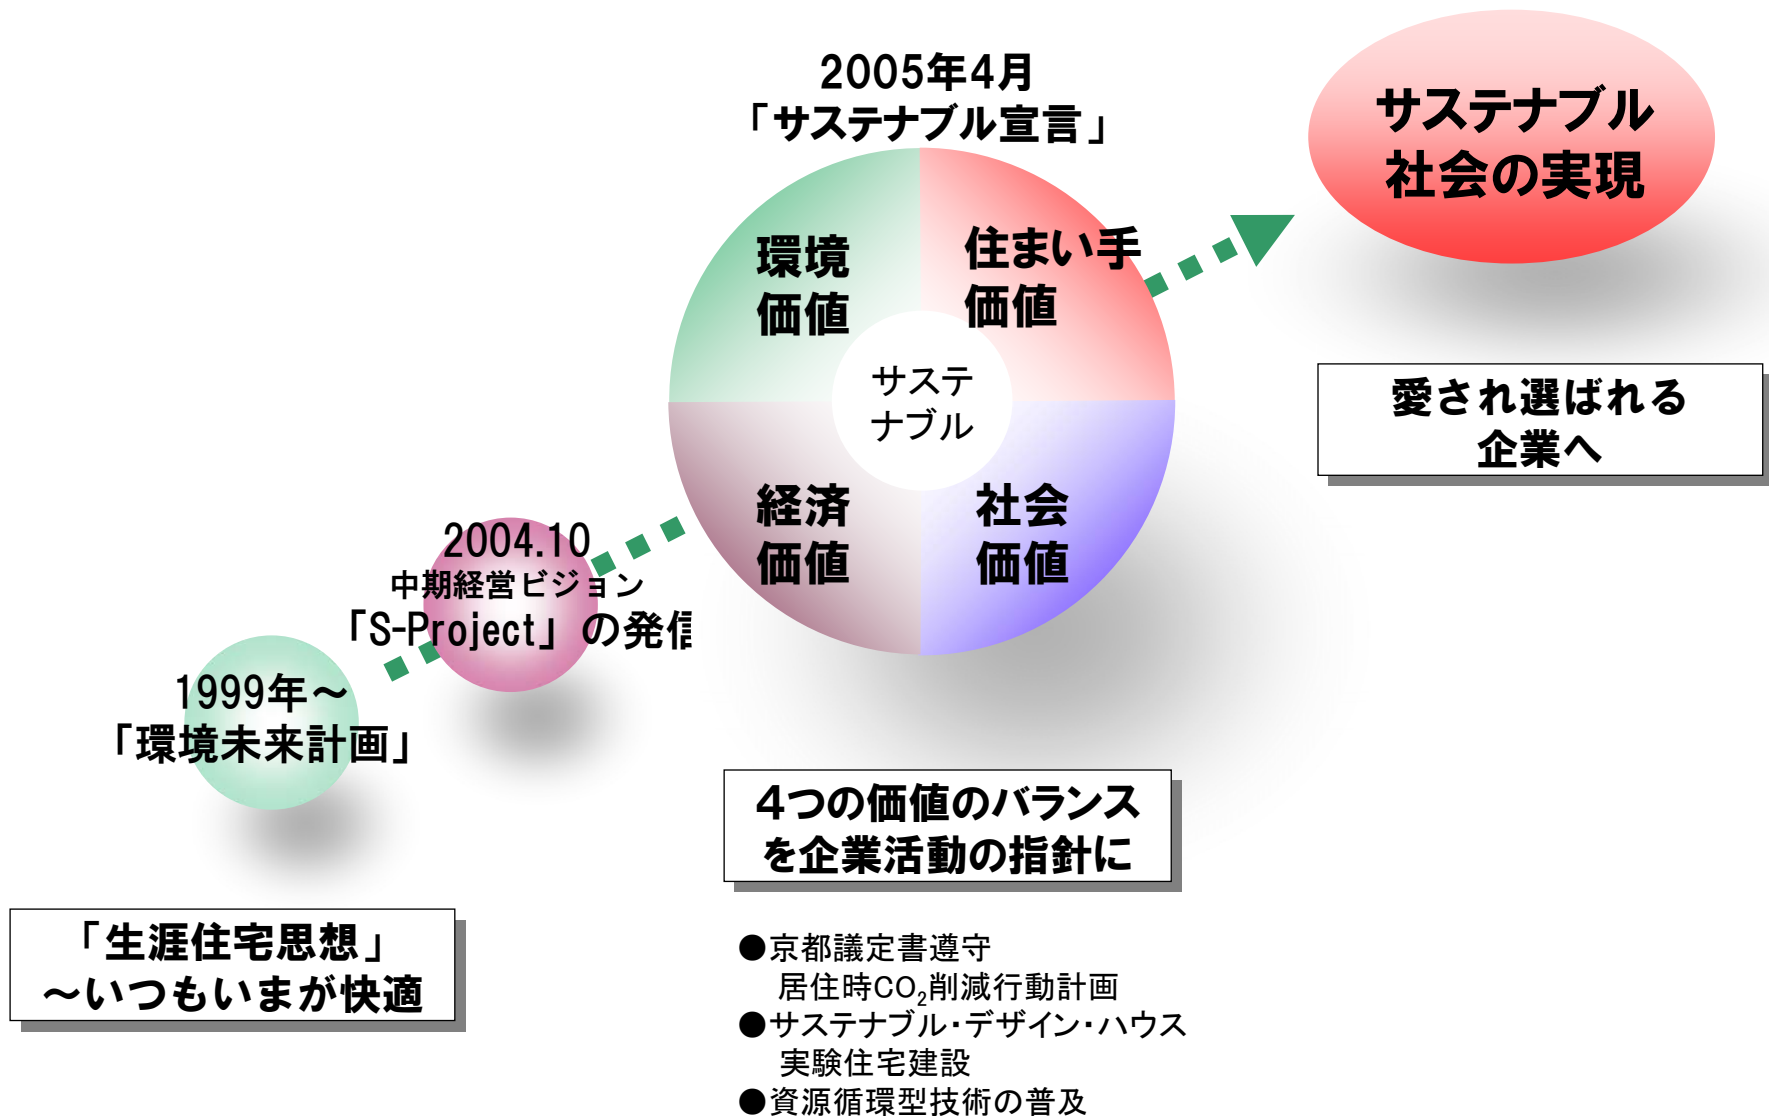 2005年4月
「サステナブル宣言」
サステナブル
社会の実現
環境
価値
住まい手
価値
サステ
ナブル
経済
価値
社会
価値
愛され選ばれる
企業へ
2004.10
中期経営ビジョン
「S-Project」の発信
1999年～
「環境未来計画」
4つの価値のバランス
を企業活動の指針に
「生涯住宅思想」
～いつもいまが快適
●京都議定書遵守
居住時CO₂削減行動計画
●サステナブル・デザイン・ハウス
実験住宅建設
●資源循環型技術の普及